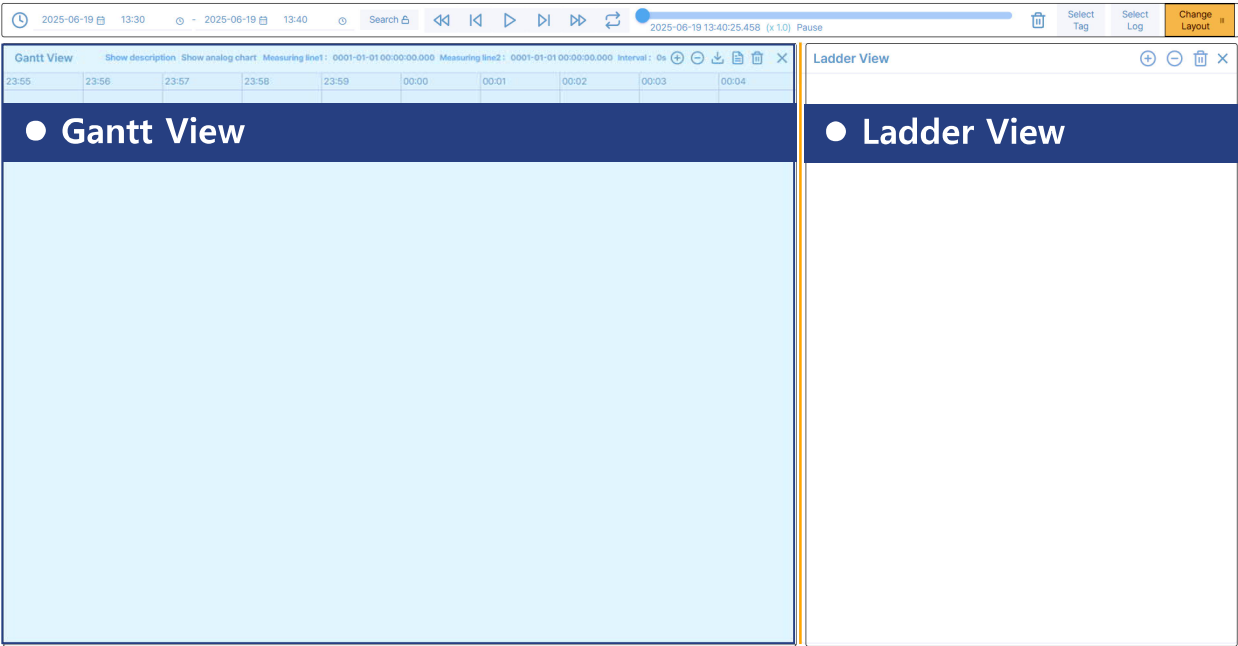 2025-06-19 13:30 - 2025-06-19 13:40 Search 2025-06-19 13:40:25.458 (x 1.0) Pause Select Tag Select Log Change Layout
Gantt View Show description Show analog chart Measuring line1 : 0001-01-01 00:00:00.000 Measuring line2 : 0001-01-01 00:00:00.000 Interval : 0s
23:55 23:56 23:57 23:58 23:59 00:00 00:01 00:02 00:03 00:04
● Gantt View
Ladder View
● Ladder View